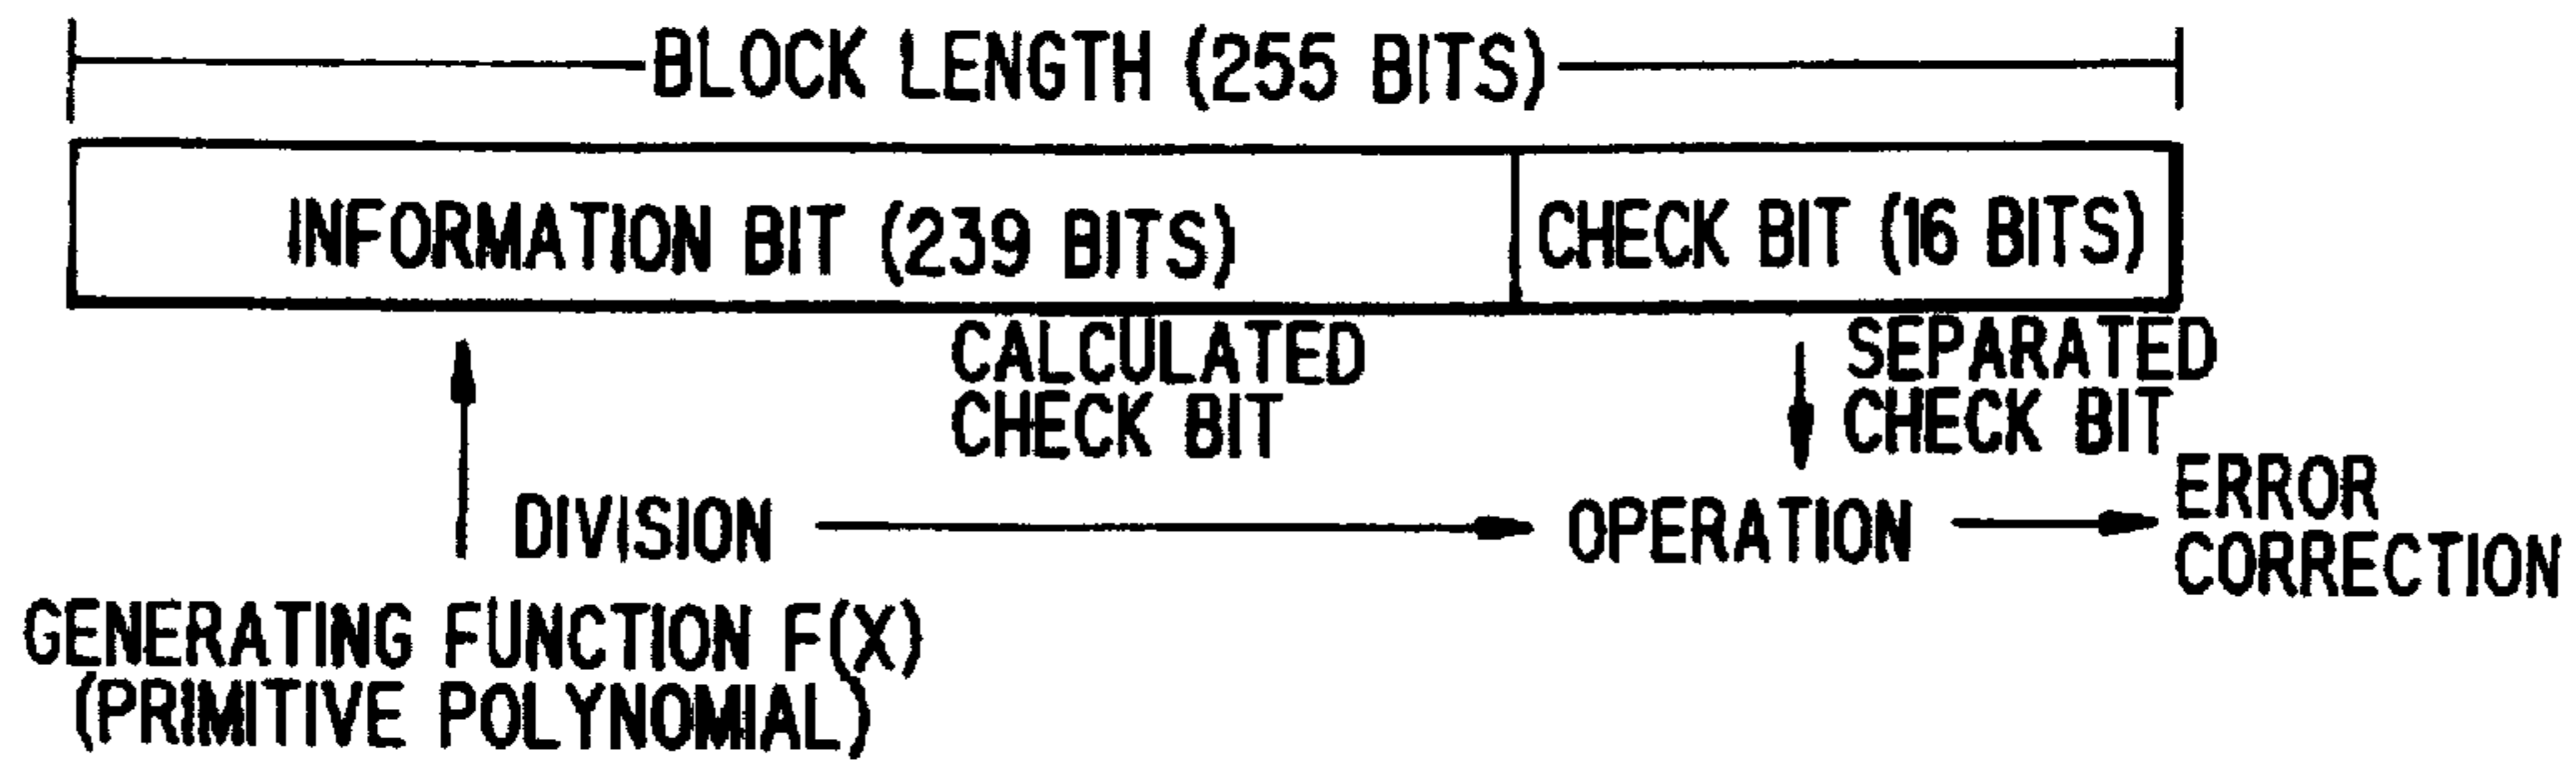 BLOCK LENGTH (255 BITS)
INFORMATION BIT (239 BITS)
CHECK BIT (16 BITS)
CALCULATED
CHECK BIT
SEPARATED
CHECK BIT
DIVISION
OPERATION
ERROR
CORRECTION
GENERATING FUNCTION F(X)
(PRIMITIVE POLYNOMIAL)